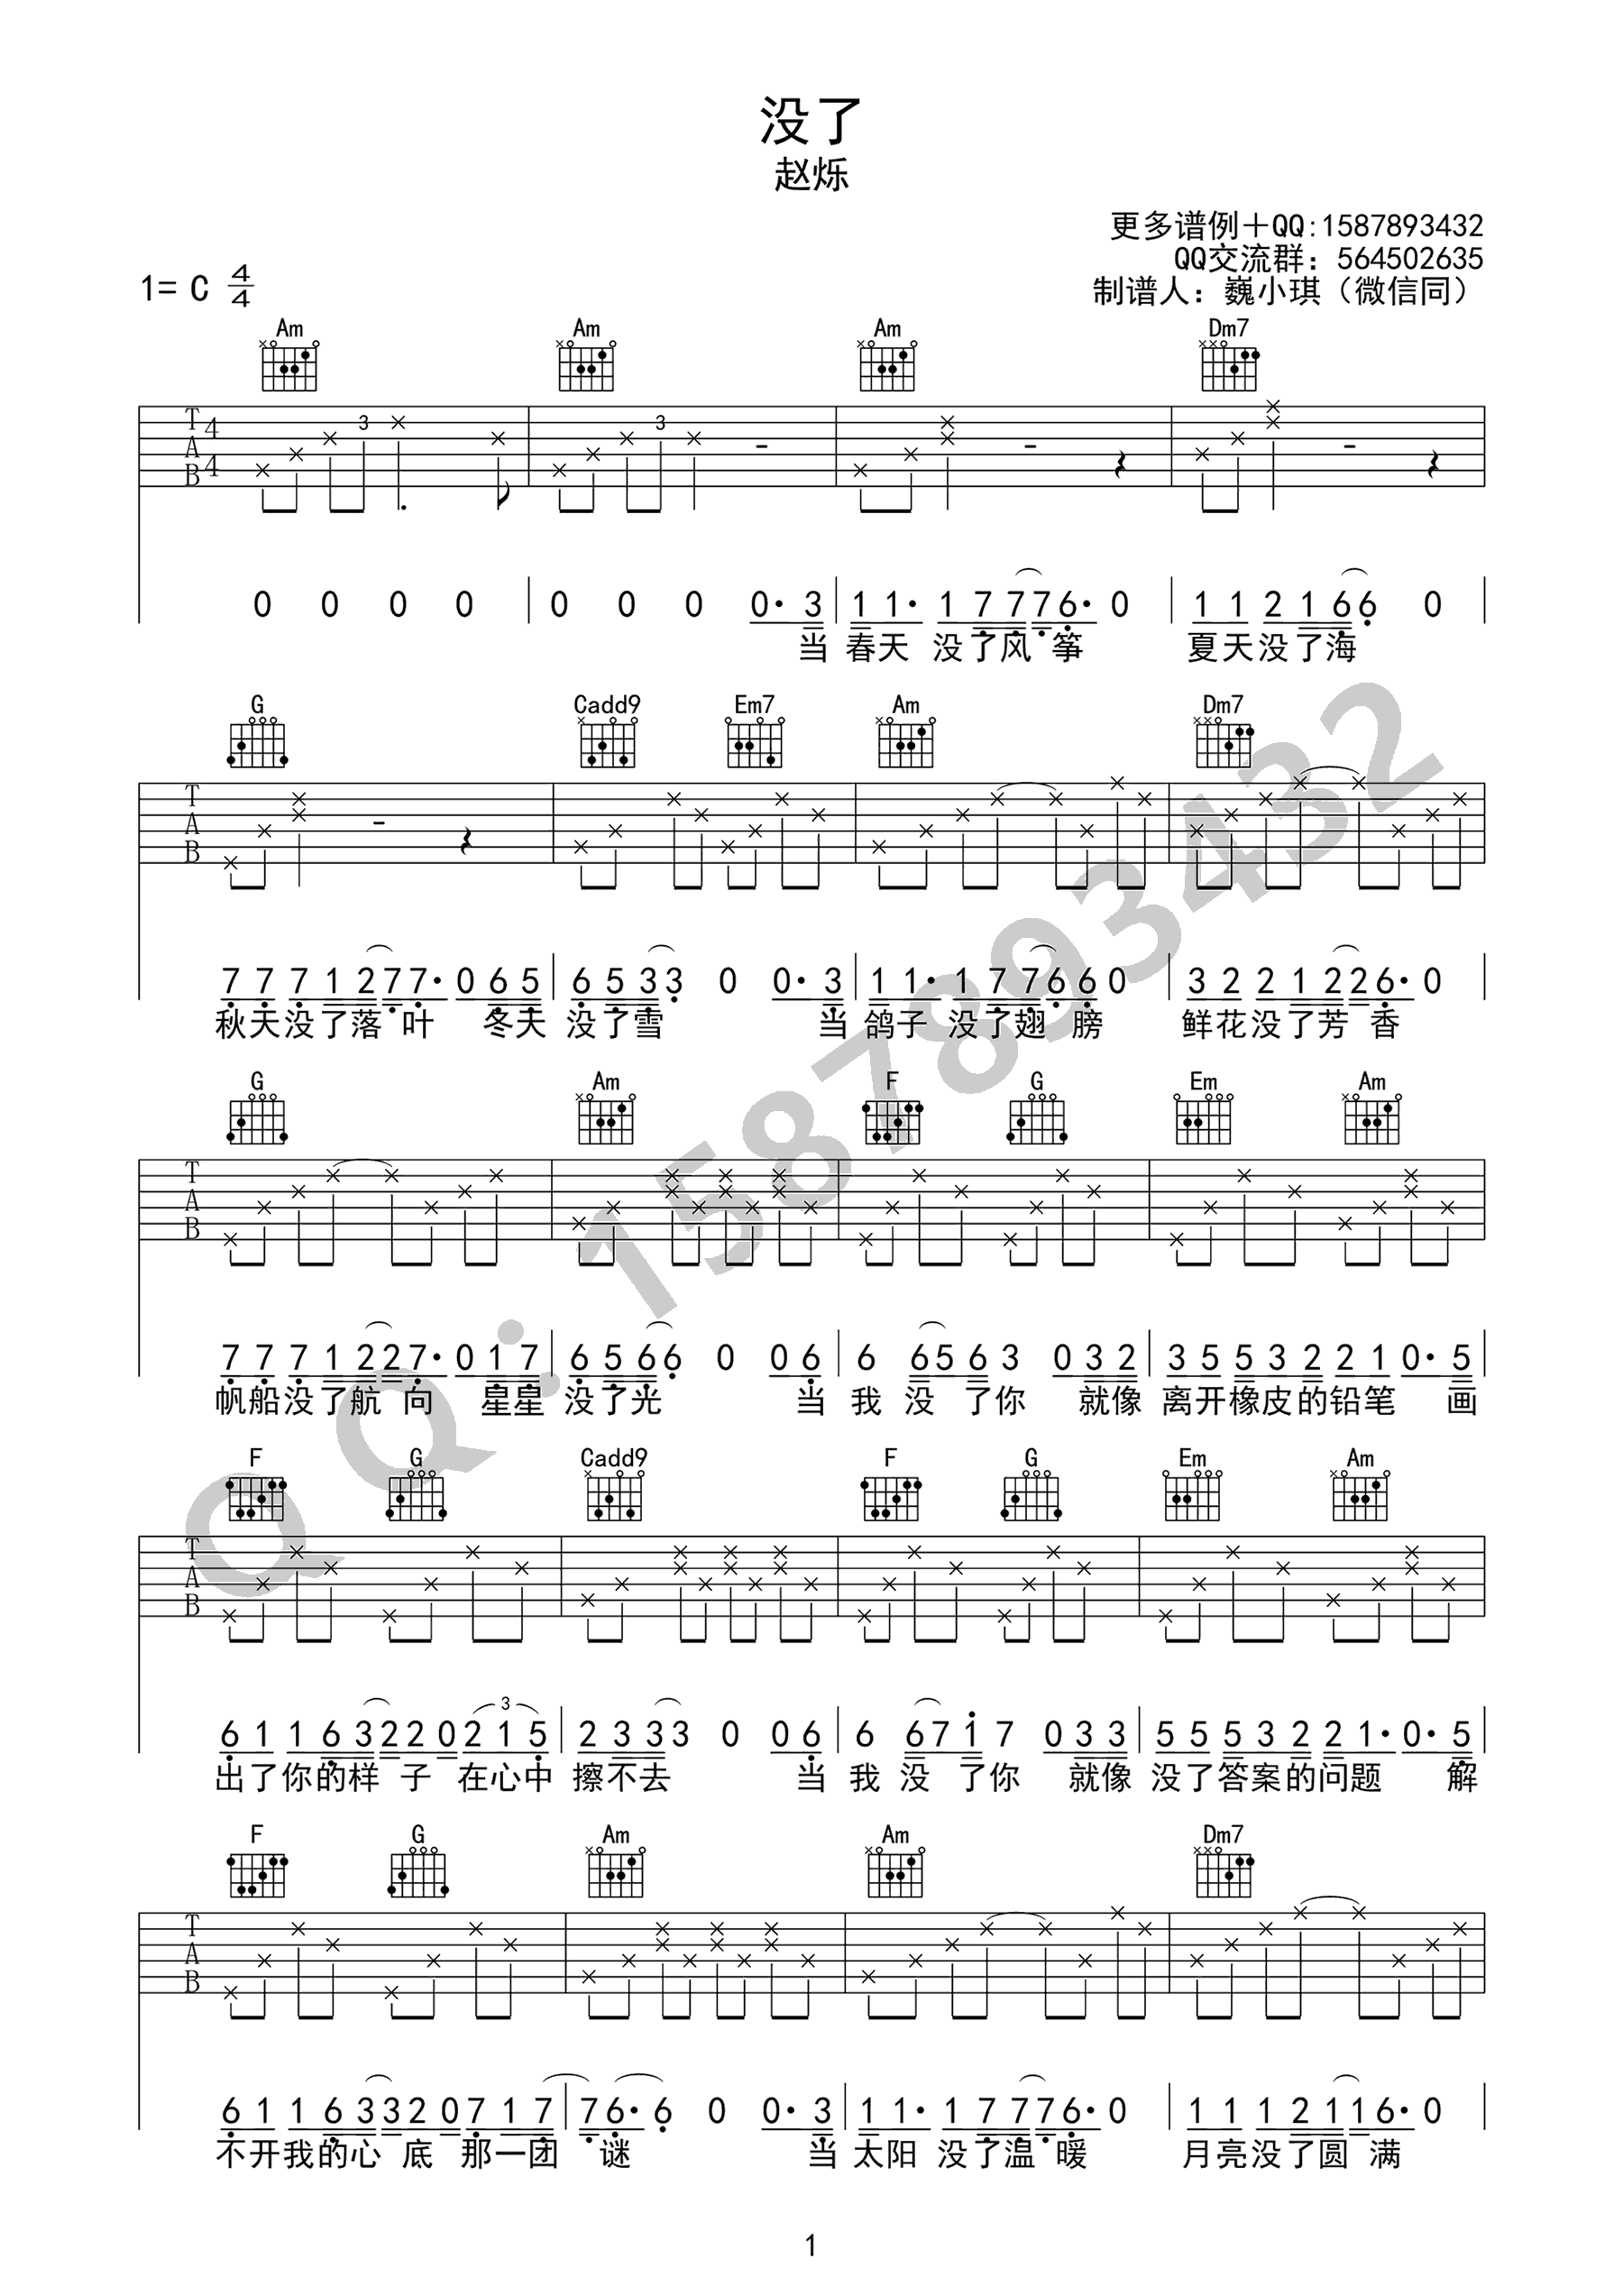 没了
赵烁
更多谱例＋QQ:1587893432
QQ交流群：564502635
1= C 4/4
制谱人：巍小琪（微信同）
Am Am Am Dm7
T A B 4 4 3 3
0 0 0 0 0 0 0 0· 3 1 1· 1 7 7 7 6· 0 1 1 2 1 6 6 0
当 春天 没了风 筝 夏天没了海
G Cadd9 Em7 Am Dm7
T A B
7 7 7 1 2 7 7· 0 6 5 6 5 3 3 0 0· 3 1 1· 1 7 7 6 6 0 3 2 2 1 2 2 6· 0
秋天没了落 叶 冬天 没了雪 当 鸽子 没了翅 膀 鲜花没了芳 香
G Am F G Em Am
T A B
7 7 7 1 2 2 7· 0 1 7 6 5 6 6 0 0 6 6 6 5 6 3 0 3 2 3 5 5 3 2 2 1 0· 5
帆船没了航 向 星星 没了光 当 我 没 了你 就像 离开橡皮的铅笔 画
F G Cadd9 F G Em Am
T A B
3
6 1 1 6 3 2 2 0 2 1 5 2 3 3 3 0 0 6 6 6 7 1 7 0 3 3 5 5 5 3 2 2 1· 0· 5
出了你的样 子 在心中 擦不去 当 我 没 了你 就像 没了答案的问题 解
F G Am Am Dm7
T A B
6 1 1 6 3 3 2 0 7 1 7 7 6· 6 0 0· 3 1 1· 1 7 7 7 6· 0 1 1 1 2 1 1 6· 0
不开我的心 底 那一团 谜 当 太阳 没了温 暖 月亮没了圆 满
QQ:1587893432
1